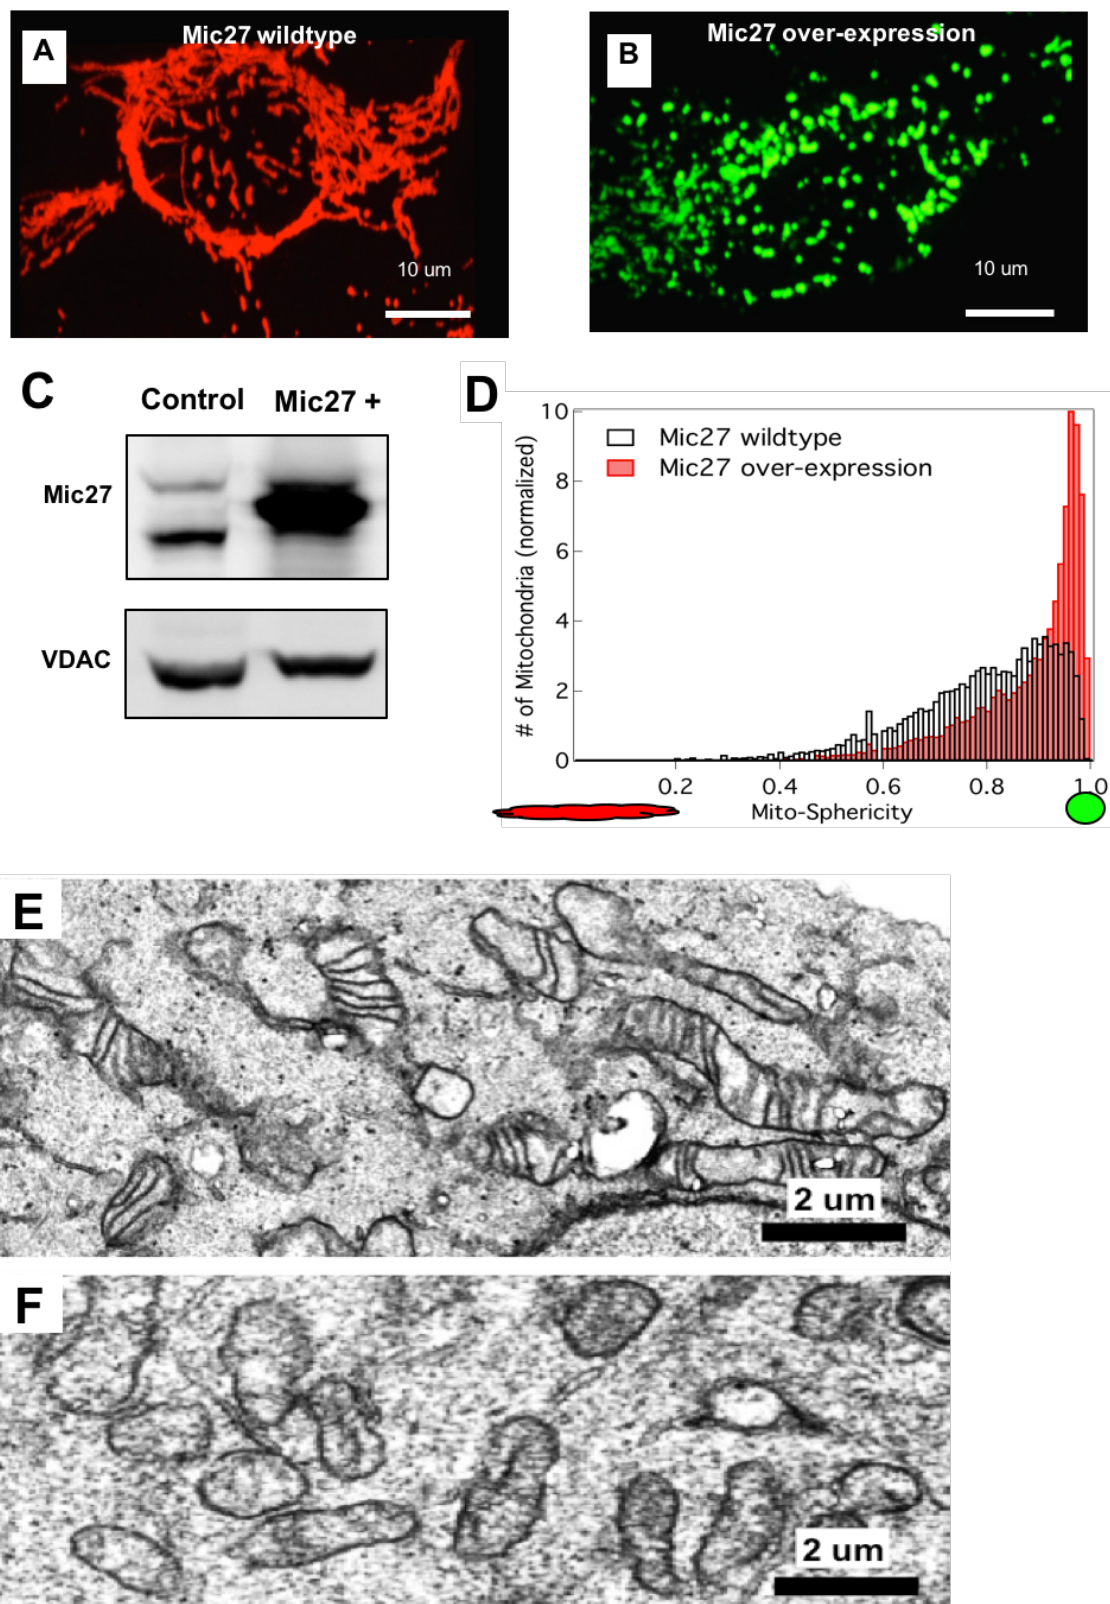 A
Mic27 wildtype
10 um
B
Mic27 over-expression
10 um
C
Control
Mic27 +
Mic27
VDAC
D
# of Mitochondria (normalized)
10
8
6
4
2
0
Mic27 wildtype
Mic27 over-expression
0.2
0.4
0.6
0.8
1.0
Mito-Sphericity
E
2 um
F
2 um